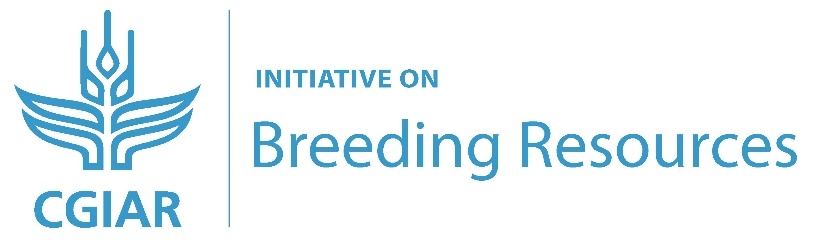 CGIAR
INITIATIVE ON
Breeding Resources